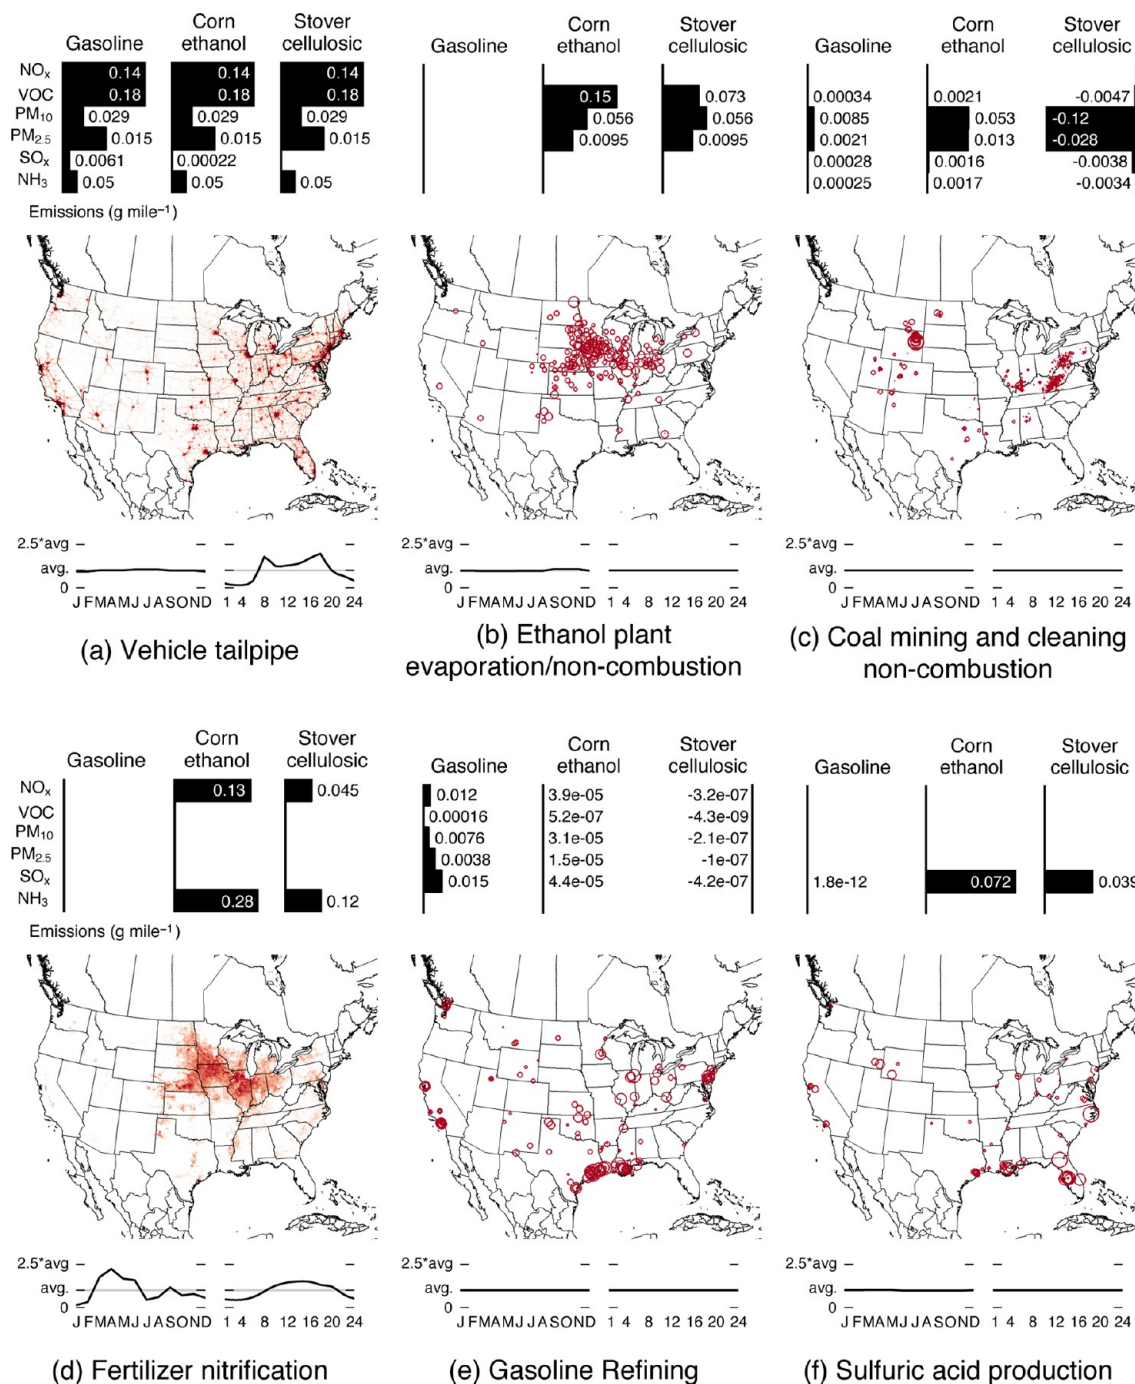 Gasoline Corn ethanol Stover cellulosic
NOx 0.14 0.14 0.14
VOC 0.18 0.18 0.18
PM10 0.029 0.029 0.029
PM2.5 0.015 0.015 0.015
SOx 0.0061 0.00022
NH3 0.05 0.05 0.05
Emissions (g mile−1)
2.5*avg
avg.
0
J FMAMJ JASOND 1 4 8 12 16 20 24
(a) Vehicle tailpipe
Gasoline Corn ethanol Stover cellulosic
0.15 0.073
0.056 0.056
0.0095 0.0095
2.5*avg
avg.
0
J FMAMJ JASOND 1 4 8 12 16 20 24
(b) Ethanol plant
evaporation/non-combustion
Gasoline Corn ethanol Stover cellulosic
0.00034 0.0021 -0.0047
0.0085 0.053 -0.12
0.0021 0.013 -0.028
0.00028 0.0016 -0.0038
0.00025 0.0017 -0.0034
2.5*avg
avg.
0
J FMAMJ JASOND 1 4 8 12 16 20 24
(c) Coal mining and cleaning
non-combustion
Gasoline Corn ethanol Stover cellulosic
NOx 0.13 0.045
VOC
PM10
PM2.5
SOx
NH3 0.28 0.12
Emissions (g mile−1)
2.5*avg
avg.
0
J FMAMJ JASOND 1 4 8 12 16 20 24
(d) Fertilizer nitrification
Gasoline Corn ethanol Stover cellulosic
0.012 3.9e-05 -3.2e-07
0.00016 5.2e-07 -4.3e-09
0.0076 3.1e-05 -2.1e-07
0.0038 1.5e-05 -1e-07
0.015 4.4e-05 -4.2e-07
2.5*avg
avg.
0
J FMAMJ JASOND 1 4 8 12 16 20 24
(e) Gasoline Refining
Gasoline Corn ethanol Stover cellulosic
1.8e-12 0.072 0.039
2.5*avg
avg.
0
J FMAMJ JASOND 1 4 8 12 16 20 24
(f) Sulfuric acid production